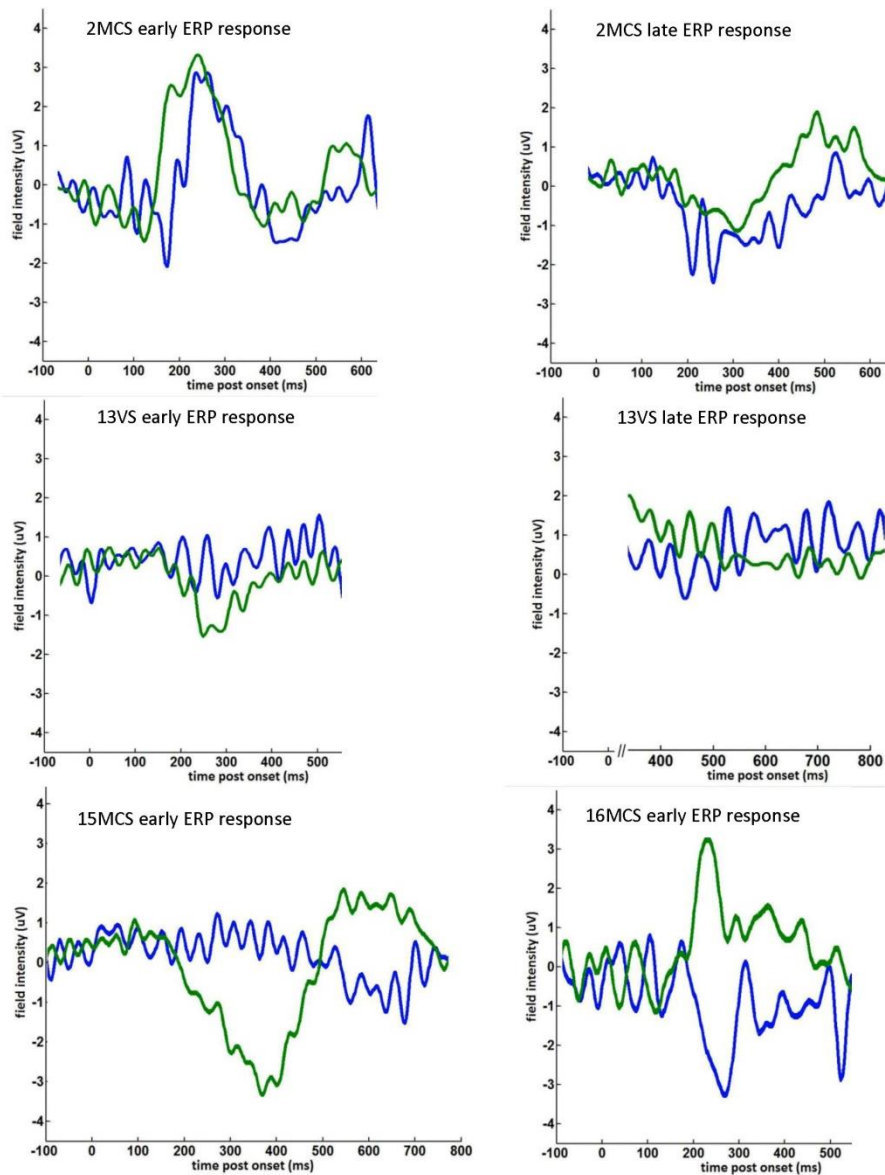 2MCS early ERP response
field intensity (uV)
4
3
2
1
0
-1
-2
-3
-4
-100 0 100 200 300 400 500 600
time post onset (ms)
2MCS late ERP response
field intensity (uV)
4
3
2
1
0
-1
-2
-3
-4
-100 0 100 200 300 400 500 600
time post onset (ms)
13VS early ERP response
field intensity (uV)
4
3
2
1
0
-1
-2
-3
-4
-100 0 100 200 300 400 500
time post onset (ms)
13VS late ERP response
field intensity (uV)
4
3
2
1
0
-1
-2
-3
-4
-100 0 // 400 500 600 700 800
time post onset (ms)
15MCS early ERP response
field intensity (uV)
4
3
2
1
0
-1
-2
-3
-4
-100 0 100 200 300 400 500 600 700 800
time post onset (ms)
16MCS early ERP response
field intensity (uV)
4
3
2
1
0
-1
-2
-3
-4
-100 0 100 200 300 400 500
time post onset (ms)